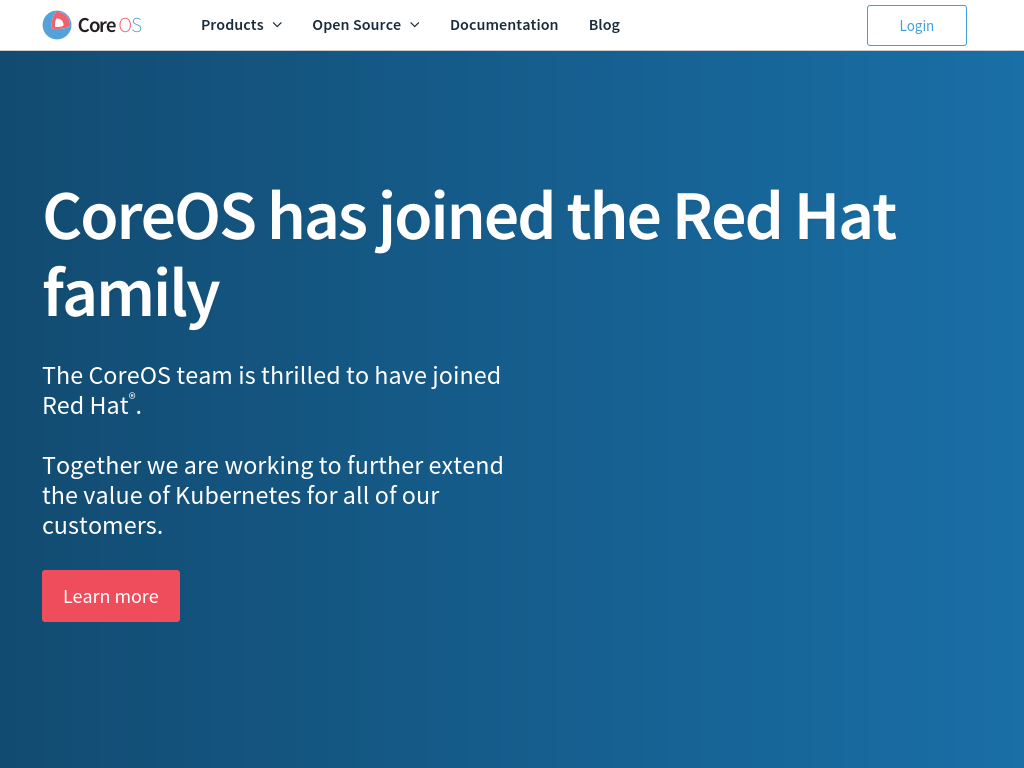 Core OS
Products
Open Source
Documentation
Blog
Login
CoreOS has joined the Red Hat
family
The CoreOS team is thrilled to have joined
Red Hat®.
Together we are working to further extend
the value of Kubernetes for all of our
customers.
Learn more